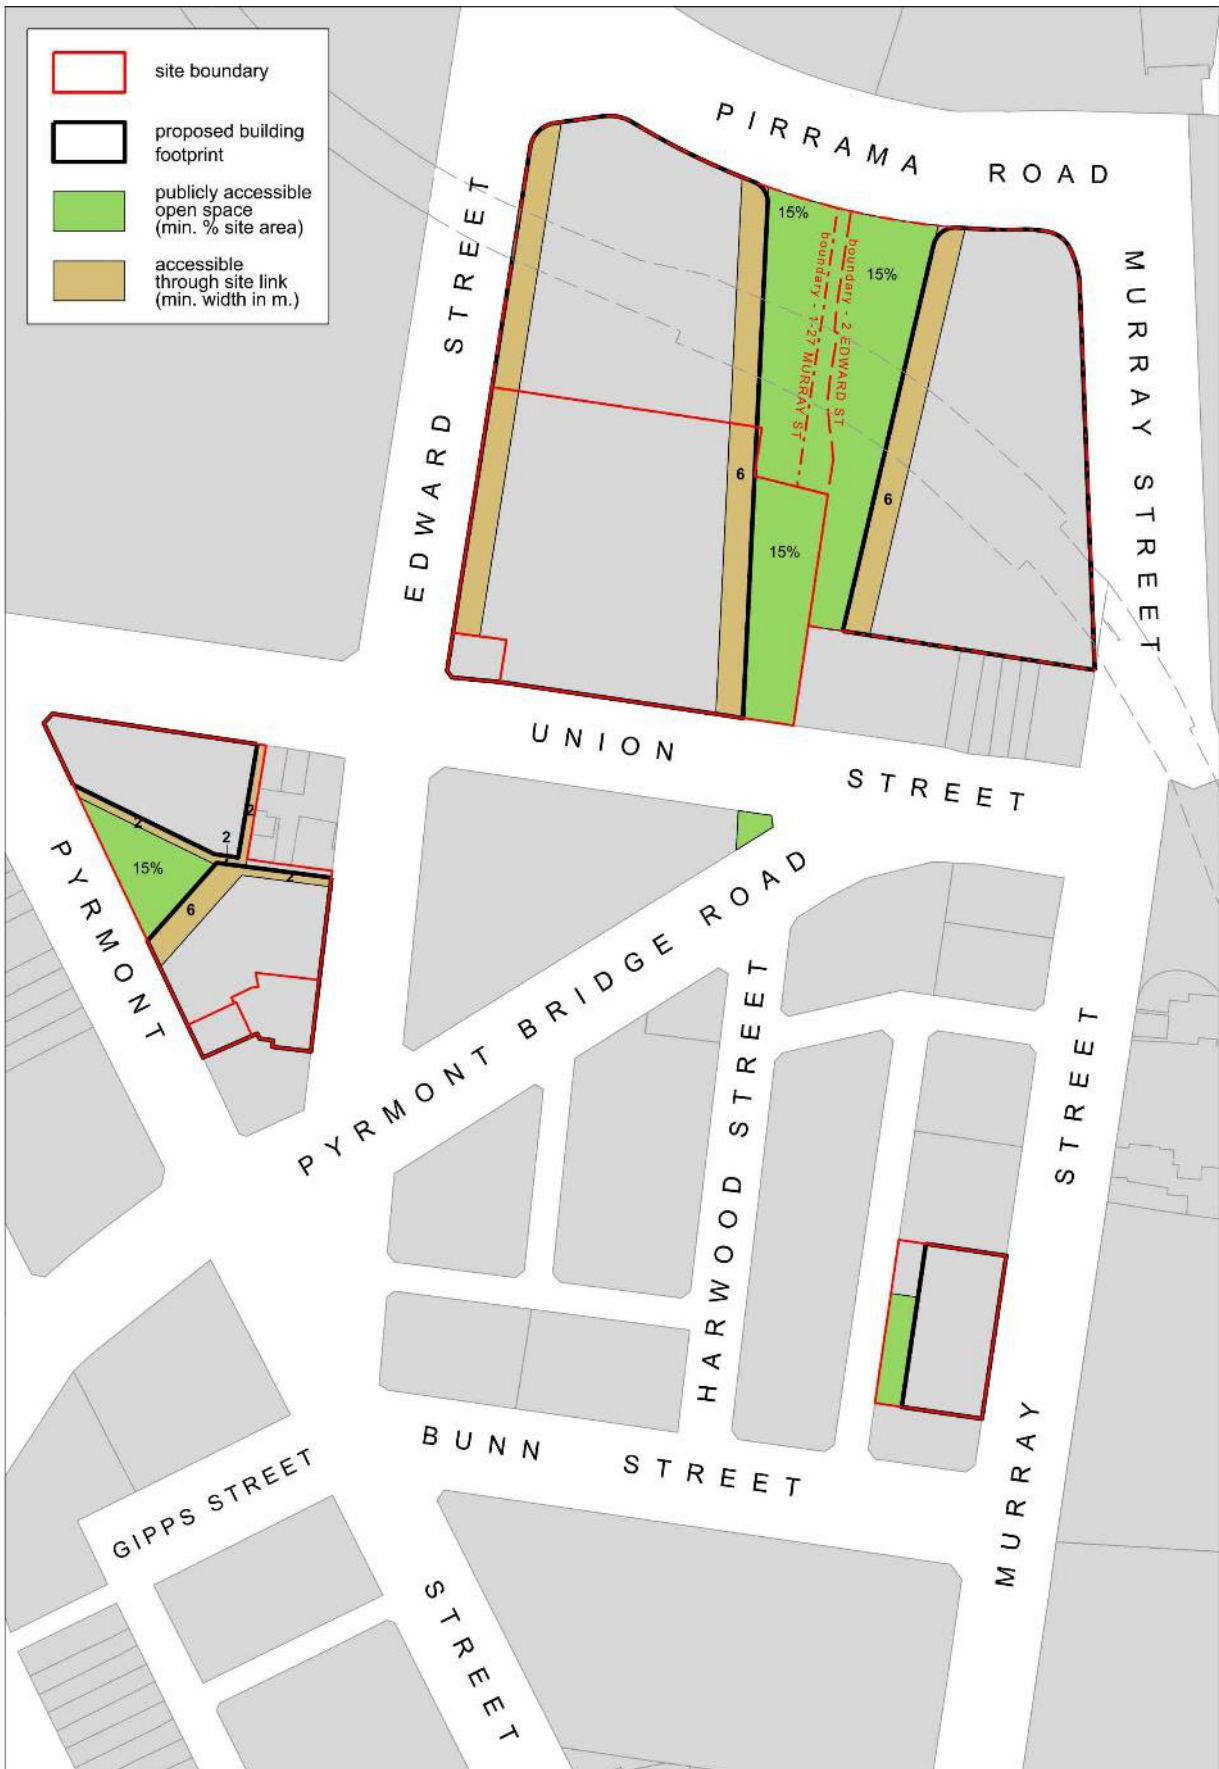 site boundary
proposed building
footprint
publicly accessible
open space
(min. % site area)
accessible
through site link
(min. width in m.)
PIRRAMA ROAD
EDWARD STREET
MURRAY STREET
15%
15%
boundary - 2 EDWARD ST
boundary - 1-27 MURRAY ST
6
6
15%
UNION STREET
2
2
2
15%
2
6
PYRMONT
STREET
PYRMONT BRIDGE ROAD
HARWOOD STREET
MURRAY
STREET
BUNN STREET
GIPPS STREET